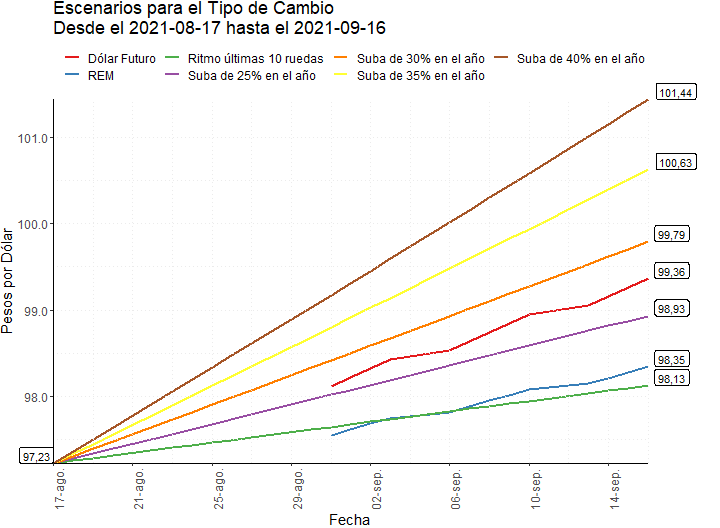 Escenarios para el Tipo de Cambio
Desde el 2021-08-17 hasta el 2021-09-16
Dólar Futuro
Ritmo últimas 10 ruedas
Suba de 30% en el año
Suba de 40% en el año
REM
Suba de 25% en el año
Suba de 35% en el año
Pesos por Dólar
101.0
100.0
99.0
98.0
97,23
101,44
100,63
99,79
99,36
98,93
98,35
98,13
17-ago.
21-ago.
25-ago.
29-ago.
02-sep.
06-sep.
10-sep.
14-sep.
Fecha